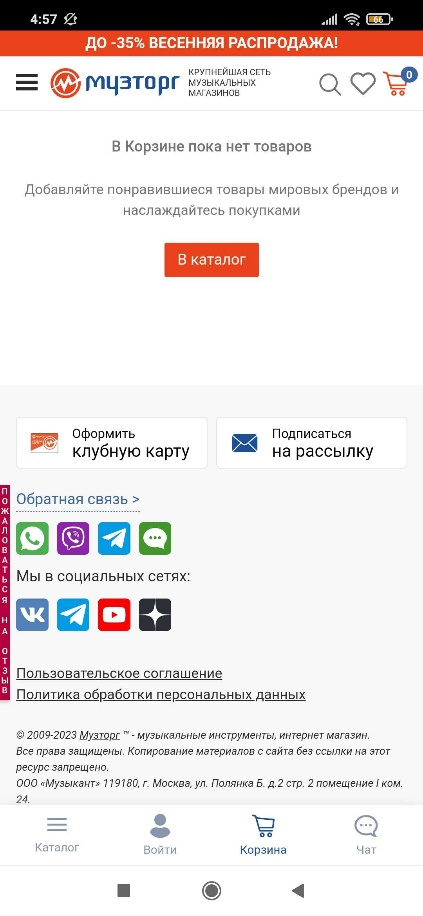 4:57
66
ДО -35% ВЕСЕННЯЯ РАСПРОДАЖА!
музторг
КРУПНЕЙШАЯ СЕТЬ
МУЗЫКАЛЬНЫХ
МАГАЗИНОВ
0
В Корзине пока нет товаров
Добавляйте понравившиеся товары мировых брендов и
наслаждайтесь покупками
В каталог
Оформить
клубную карту
Подписаться
на рассылку
ПОЖАЛОВАТЬСЯ НА ОТЗЫВ
Обратная связь >
Мы в социальных сетях:
Пользовательское соглашение
Политика обработки персональных данных
© 2009-2023 Музторг ™ - музыкальные инструменты, интернет магазин.
Все права защищены. Копирование материалов с сайта без ссылки на этот
ресурс запрещено.
ООО «Музыкант» 119180, г. Москва, ул. Полянка Б. д.2 стр. 2 помещение I ком.
24.
Каталог
Войти
Корзина
Чат